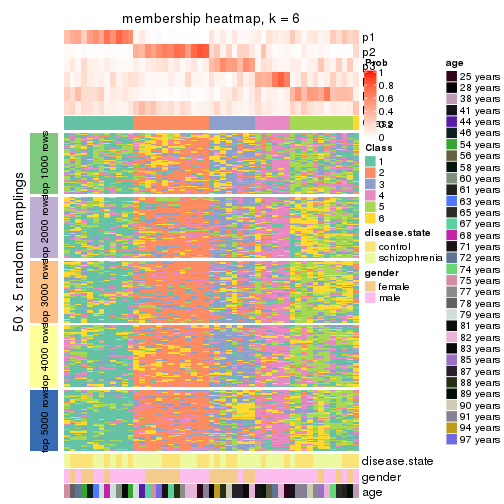 membership heatmap, k = 6
p1
p2
p3
Prob
1
0.8
0.6
0.4
0.2
0
Class
1
2
3
4
5
6
disease.state
control
schizophrenia
gender
female
male
age
25 years
28 years
38 years
41 years
44 years
46 years
54 years
56 years
58 years
60 years
61 years
63 years
65 years
67 years
68 years
71 years
72 years
74 years
75 years
77 years
78 years
79 years
81 years
82 years
83 years
85 years
87 years
88 years
89 years
90 years
91 years
94 years
97 years
50 x 5 random samplings
top 1000 rows
top 2000 rows
top 3000 rows
top 4000 rows
top 5000 rows
disease.state
gender
age